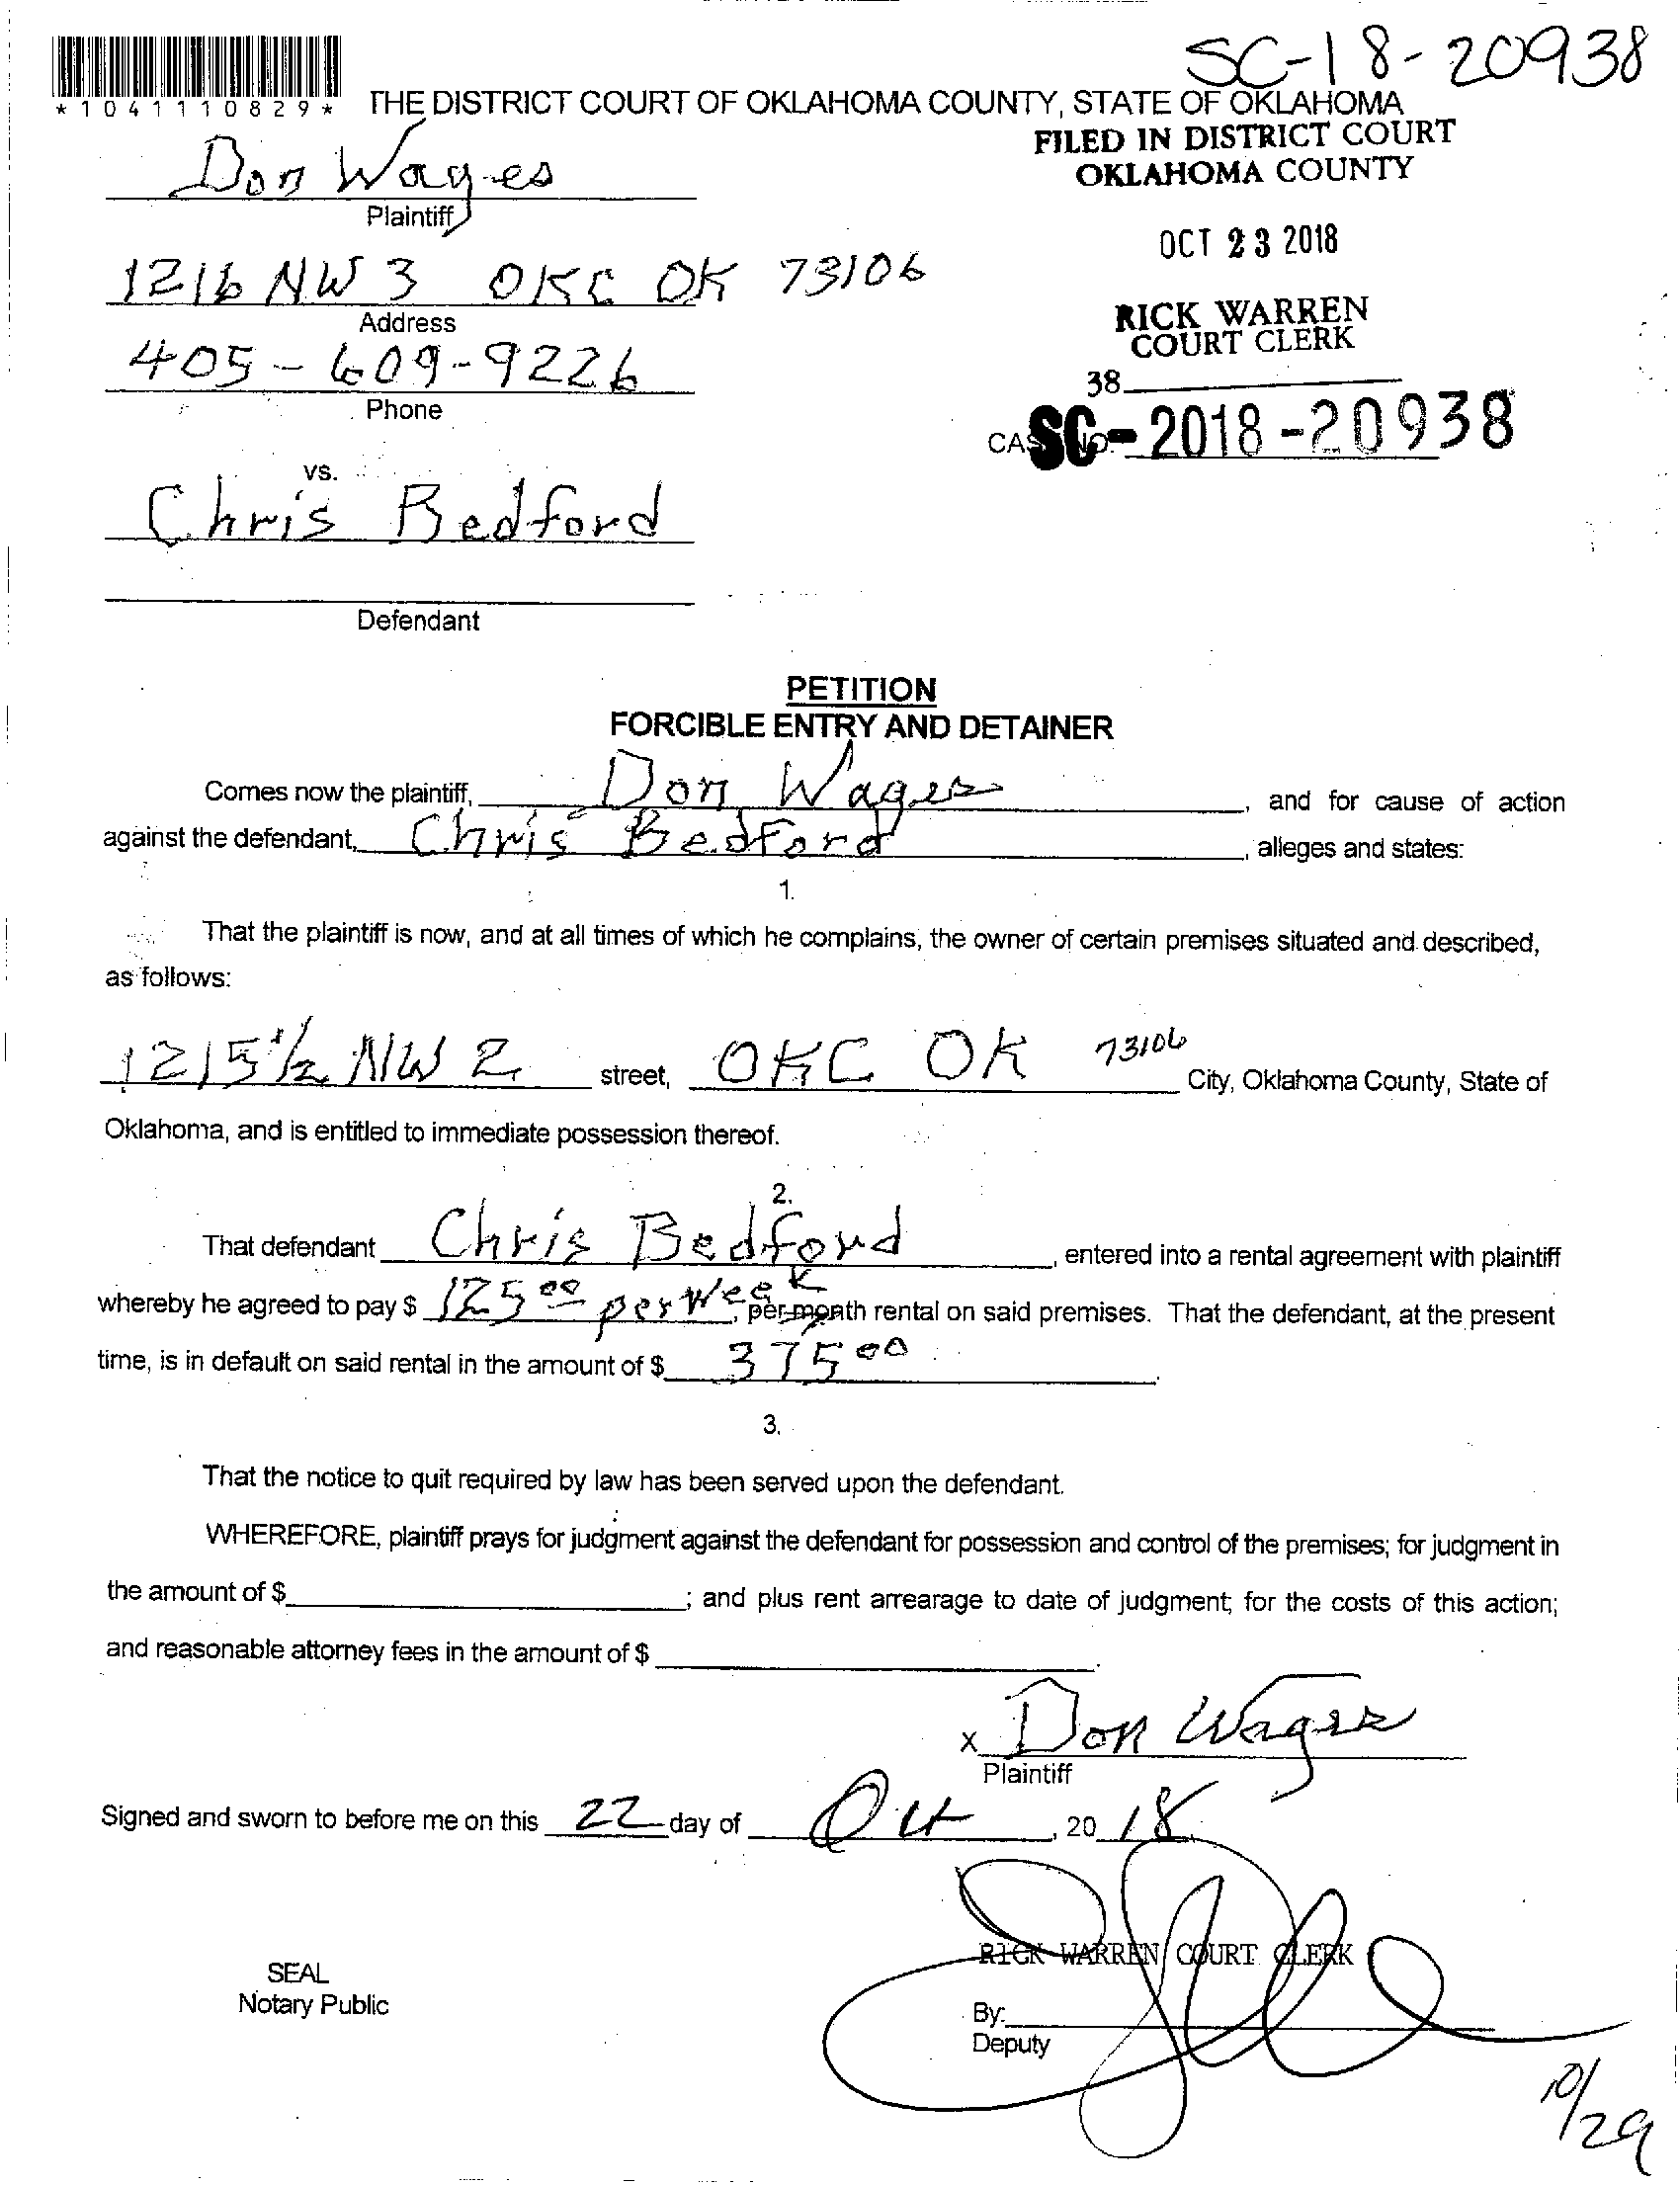 SC-18-20938
*1041110829*
THE DISTRICT COURT OF OKLAHOMA COUNTY, STATE OF OKLAHOMA
FILED IN DISTRICT COURT
OKLAHOMA COUNTY
Don Wages
Plaintiff
OCT 23 2018
1216 NW 3 OKC OK 73106
Address
RICK WARREN
COURT CLERK
405-609-9226
Phone
38
CASE NO. SC-2018-20938
vs.
Chris Bedford
Defendant
PETITION
FORCIBLE ENTRY AND DETAINER
Comes now the plaintiff, Don Wages, and for cause of action
against the defendant, Chris Bedford, alleges and states:
1.
That the plaintiff is now, and at all times of which he complains, the owner of certain premises situated and described,
as follows:
1215 1/2 NW 2 street, OKC OK 73106 City, Oklahoma County, State of
Oklahoma, and is entitled to immediate possession thereof.
2.
That defendant Chris Bedford, entered into a rental agreement with plaintiff
whereby he agreed to pay $ 125 00 per week, per month rental on said premises. That the defendant, at the present
time, is in default on said rental in the amount of $ 375 00.
3.
That the notice to quit required by law has been served upon the defendant.
WHEREFORE, plaintiff prays for judgment against the defendant for possession and control of the premises; for judgment in
the amount of $ ; and plus rent arrearage to date of judgment; for the costs of this action;
and reasonable attorney fees in the amount of $ .
x Don Wages
Plaintiff
Signed and sworn to before me on this 22 day of Oct, 20 18.
RICK WARREN COURT CLERK
SEAL
Notary Public
By:
Deputy
10/29